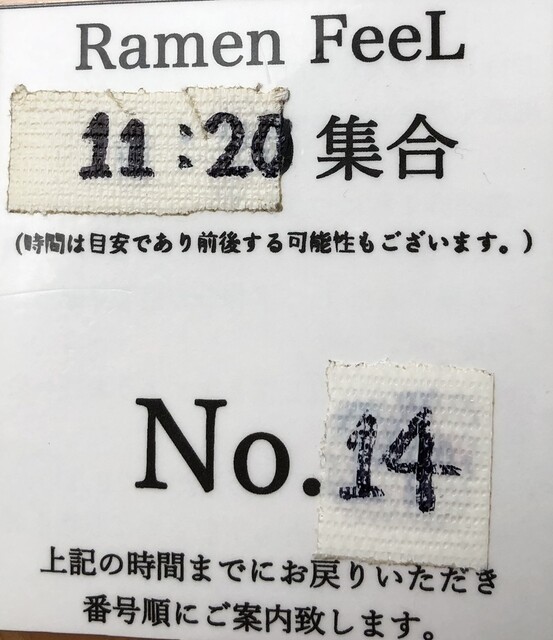 Ramen FeeL
11:20 集合
(時間は目安であり前後する可能性もございます。)
No.14
上記の時間までにお戻りいただき
番号順にご案内致します。